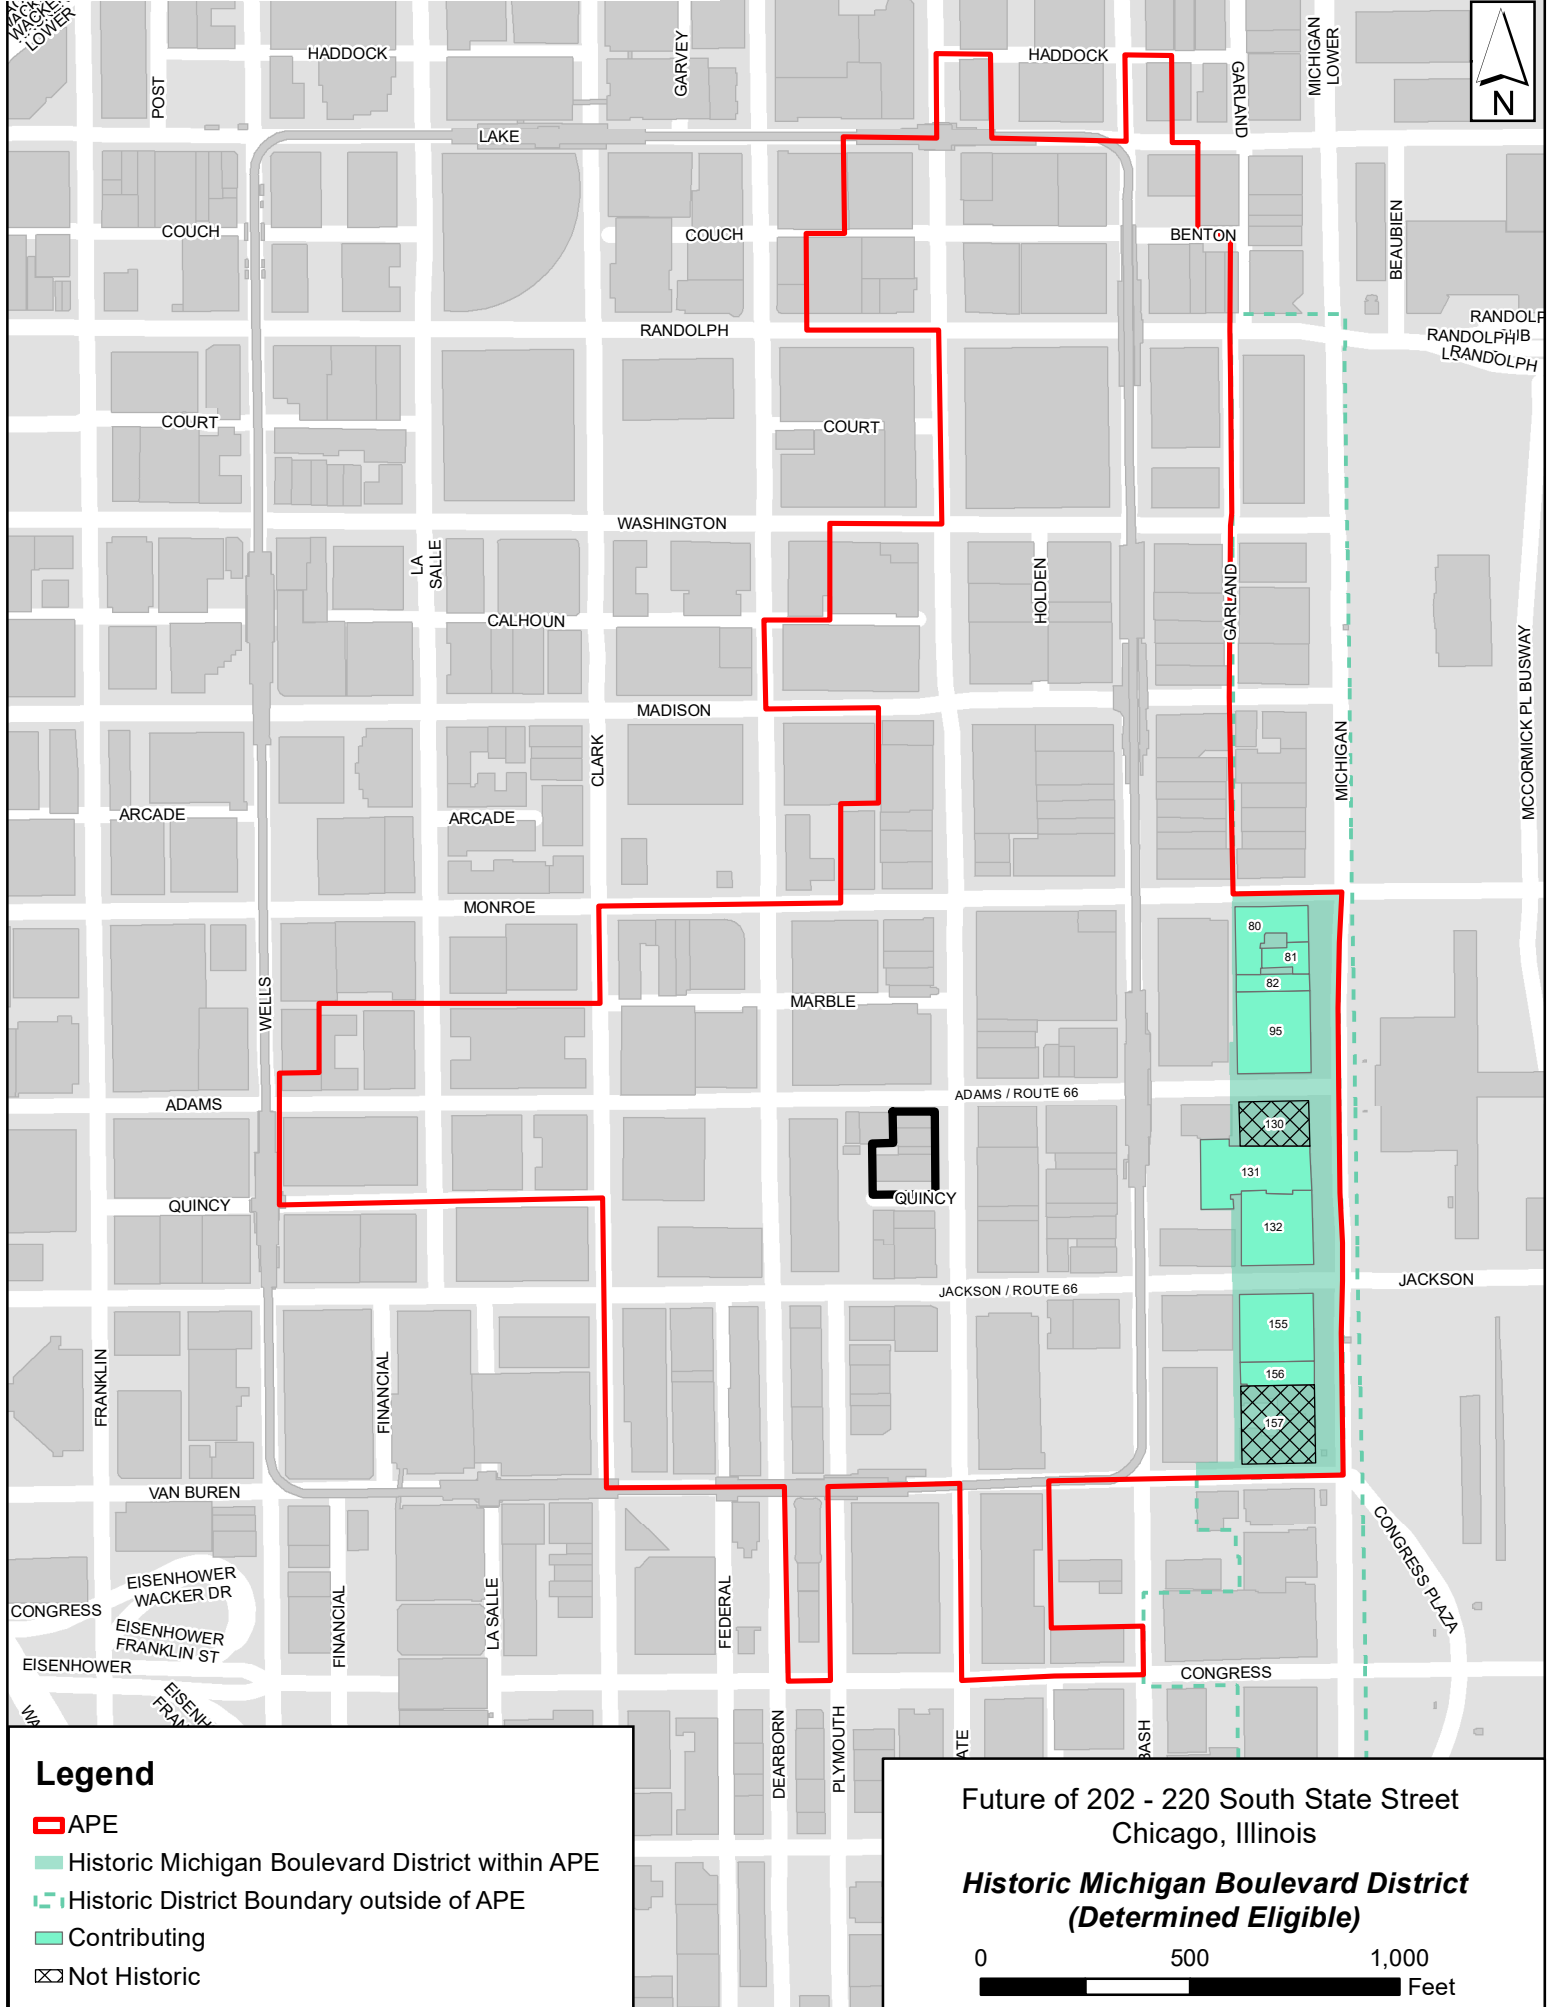 WACKER
LOWER
HADDOCK
POST
GARVEY
HADDOCK
GARLAND
MICHIGAN
LOWER
N
LAKE
COUCH
COUCH
BENTON
BEAUBIEN
RANDOLPH
RANDOLPH
RANDOLPH
COURT
COURT
WASHINGTON
LA
SALLE
CALHOUN
HOLDEN
GARLAND
MCCORMICK PL BUSWAY
MADISON
CLARK
MICHIGAN
ARCADE
ARCADE
MONROE
80
81
82
95
WELLS
MARBLE
ADAMS
ADAMS / ROUTE 66
130
131
132
QUINCY
QUINCY
JACKSON / ROUTE 66
JACKSON
155
156
157
FRANKLIN
FINANCIAL
VAN BUREN
CONGRESS PLAZA
EISENHOWER
WACKER DR
CONGRESS
EISENHOWER
FRANKLIN ST
EISENHOWER
FINANCIAL
LA SALLE
FEDERAL
CONGRESS
DEARBORN
PLYMOUTH
ATE
BASH
Legend
APE
Historic Michigan Boulevard District within APE
Historic District Boundary outside of APE
Contributing
Not Historic
Future of 202 - 220 South State Street
Chicago, Illinois
Historic Michigan Boulevard District
(Determined Eligible)
0 500 1,000
Feet